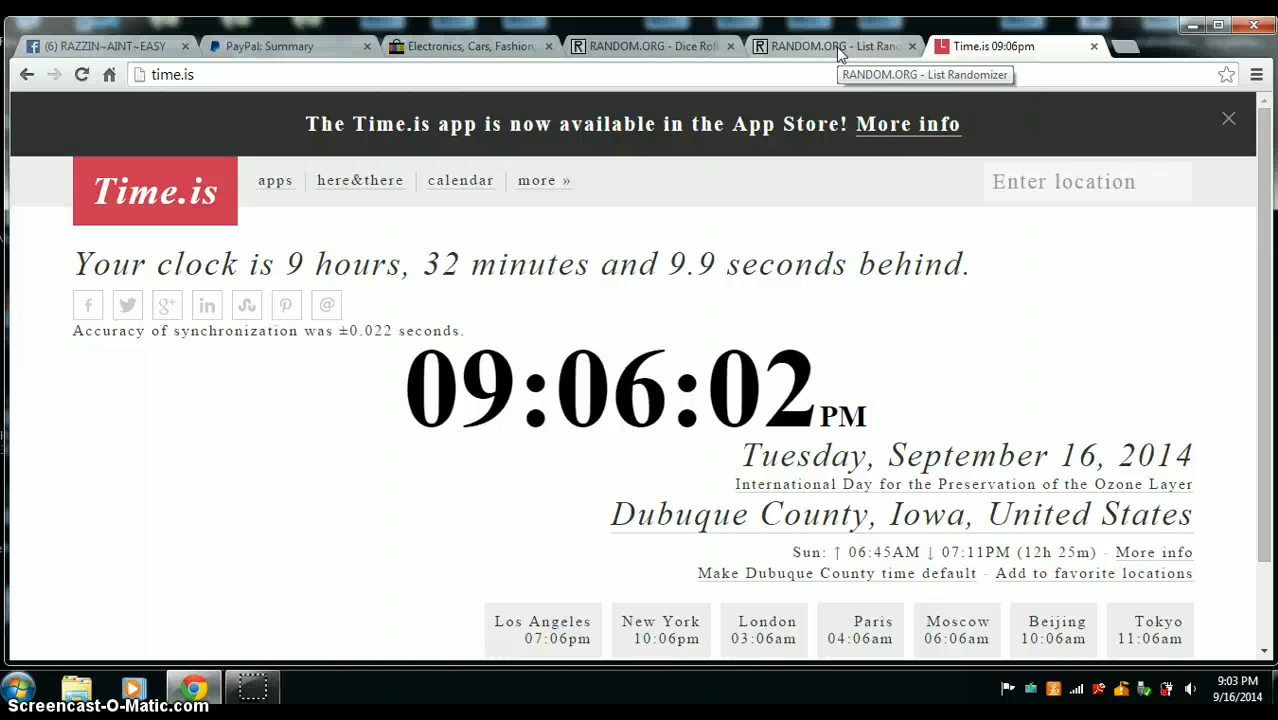 (6) RAZZIN~AINT~EASY
PayPal: Summary
Electronics, Cars, Fashion,
RANDOM.ORG - Dice Roll
RANDOM.ORG - List Ran
Time.is 09:06pm
time.is
RANDOM.ORG - List Randomizer
The Time.is app is now available in the App Store! More info
Time.is
apps
here&there
calendar
more »
Enter location
Your clock is 9 hours, 32 minutes and 9.9 seconds behind.
Accuracy of synchronization was ±0.022 seconds.
09:06:02PM
Tuesday, September 16, 2014
International Day for the Preservation of the Ozone Layer
Dubuque County, Iowa, United States
Sun: ↑ 06:45AM ↓ 07:11PM (12h 25m) - More info
Make Dubuque County time default - Add to favorite locations
Los Angeles
07:06pm
New York
10:06pm
London
03:06am
Paris
04:06am
Moscow
06:06am
Beijing
10:06am
Tokyo
11:06am
9:03 PM
9/16/2014
Screencast-O-Matic.com